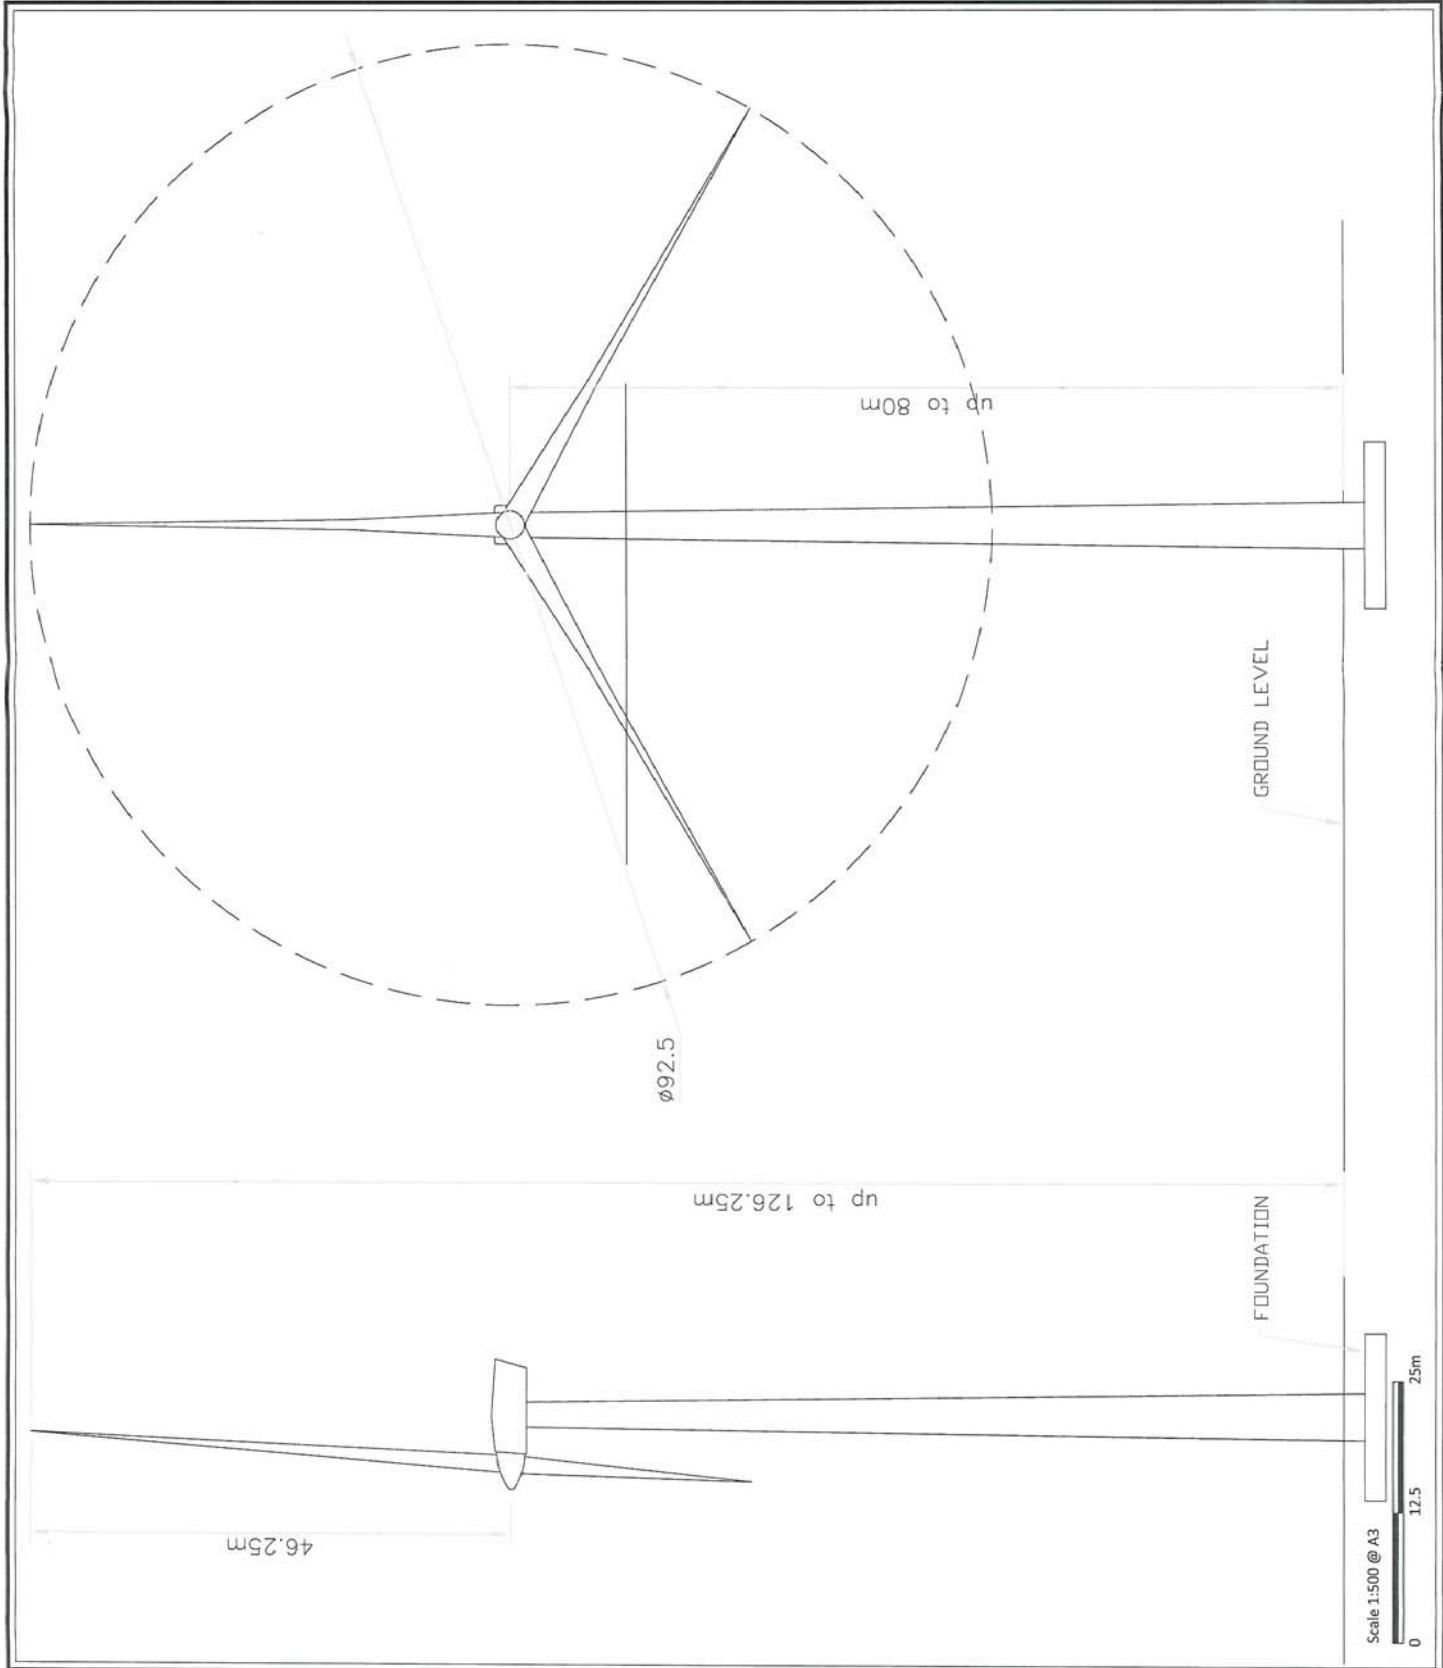 46.25m
up to 126.25m
Ø92.5
up to 80m
FOUNDATION
GROUND LEVEL
Scale 1:500 @ A3
0 12.5 25m